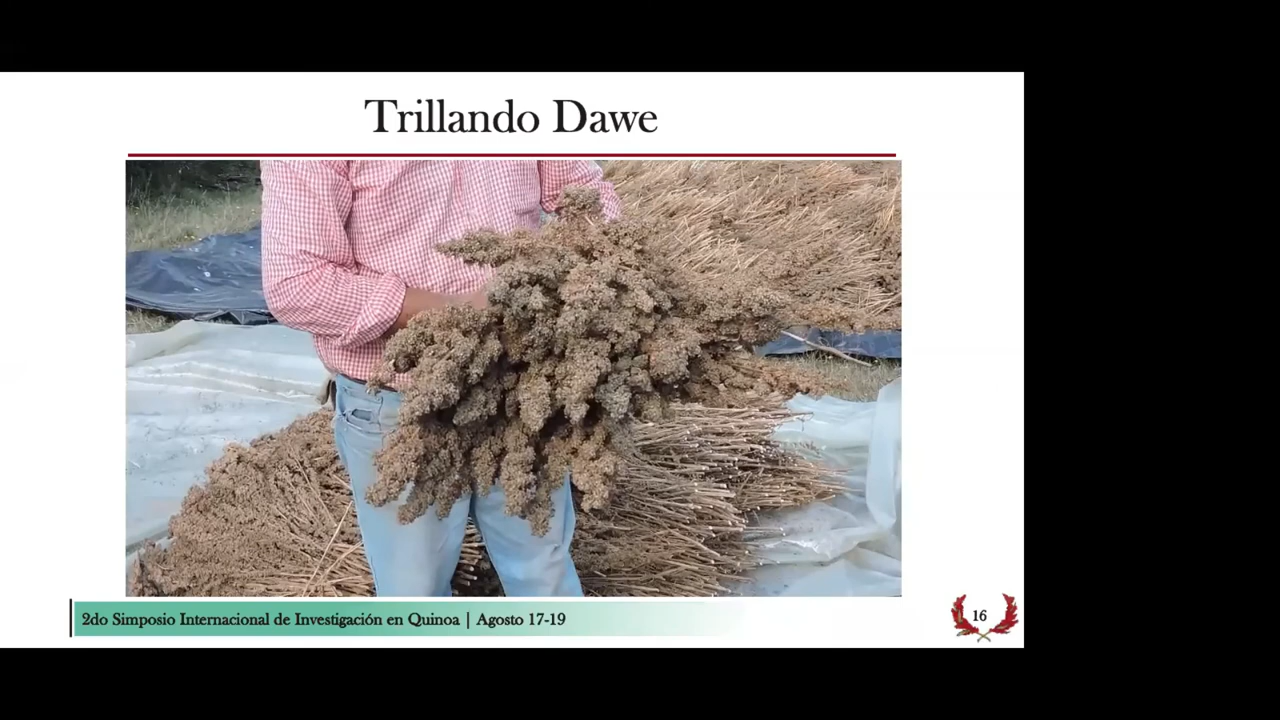 Trillando Dawe
2do Simposio Internacional de Investigación en Quinoa | Agosto 17-19
16